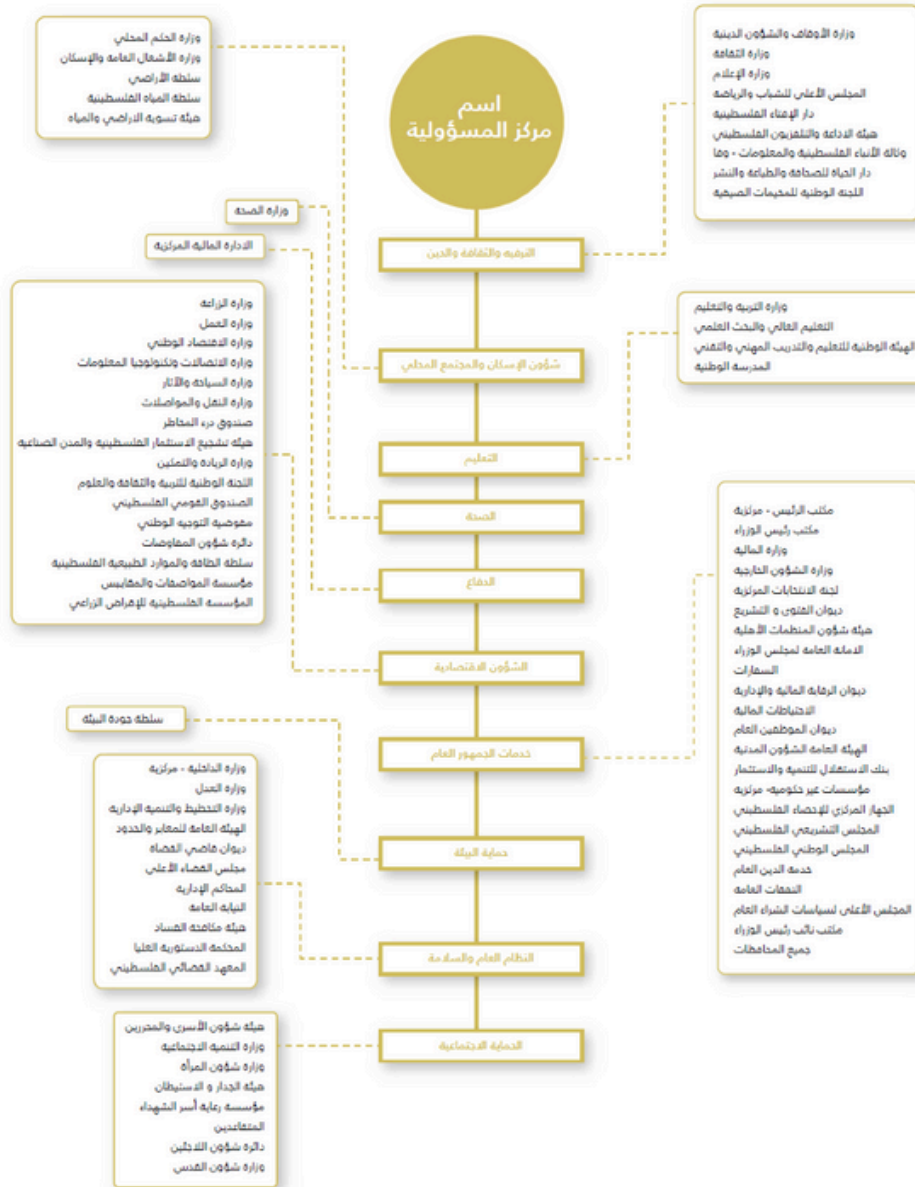 اسم
مركز المسؤولية
الترفيه والثقافة والدين
وزارة الأوقاف والشؤون الدينية
وزارة الثقافة
وزارة الإعلام
المجلس الأعلى للشباب والرياضة
دار الإفتاء الفلسطينية
هيئة الاذاعة والتلفزيون الفلسطيني
وكالة الأنباء الفلسطينية والمعلومات - وفا
دار الحياة للصحافة والطباعة والنشر
اللجنة الوطنية للمخيمات الصيفية
شؤون الإسكان والمجتمع المحلي
وزارة الحكم المحلي
وزارة الأشغال العامة والإسكان
سلطة الأراضي
سلطة المياه الفلسطينية
هيئة تسوية الاراضي والمياه
التعليم
وزارة التربية والتعليم
التعليم العالي والبحث العلمي
الهيئة الوطنية للتعليم والتدريب المهني والتقني
المدرسة الوطنية
الصحة
وزارة الصحة
الدفاع
الادارة المالية المركزية
الشؤون الاقتصادية
وزارة الزراعة
وزارة العمل
وزارة الاقتصاد الوطني
وزارة الاتصالات وتكنولوجيا المعلومات
وزارة السياحة والآثار
وزارة النقل والمواصلات
صندوق درء المخاطر
هيئة تشجيع الاستثمار الفلسطينية والمدن الصناعية
وزارة الريادة والتمكين
اللجنة الوطنية للتربية والثقافة والعلوم
الصندوق القومي الفلسطيني
مفوضية التوجيه الوطني
دائرة شؤون المفاوضات
سلطة الطاقة والموارد الطبيعية الفلسطينية
مؤسسة المواصفات والمقاييس
المؤسسة الفلسطينية للإقراض الزراعي
خدمات الجمهور العام
مكتب الرئيس - مركزية
مكتب رئيس الوزراء
وزارة المالية
وزارة الشؤون الخارجية
لجنة الانتخابات المركزية
ديوان الفتوى و التشريع
هيئة شؤون المنظمات الأهلية
الامانة العامة لمجلس الوزراء
السفارات
ديوان الرقابة المالية والإدارية
الاحتياطات المالية
ديوان الموظفين العام
الهيئة العامة الشؤون المدنية
بنك الاستقلال للتنمية والاستثمار
مؤسسات غير حكومية- مركزية
الجهاز المركزي للإحصاء الفلسطيني
المجلس التشريعي الفلسطيني
المجلس الوطني الفلسطيني
خدمة الدين العام
النفقات العامة
المجلس الأعلى لسياسات الشراء العام
مكتب نائب رئيس الوزراء
جميع المحافظات
حماية البيئة
سلطة جودة البيئة
النظام العام والسلامة
وزارة الداخلية - مركزية
وزارة العدل
وزارة التخطيط والتنمية الإدارية
الهيئة العامة للمعابر والحدود
ديوان قاضي القضاة
مجلس القضاء الأعلى
المحاكم الإدارية
النيابة العامة
هيئة مكافحة الفساد
المحكمة الدستورية العليا
المعهد القضائي الفلسطيني
الحماية الاجتماعية
هيئة شؤون الأسرى والمحررين
وزارة التنمية الاجتماعية
وزارة شؤون المرأة
هيئة الجدار و الاستيطان
مؤسسة رعاية أسر الشهداء
المتقاعدين
دائرة شؤون اللاجئين
وزارة شؤون القدس